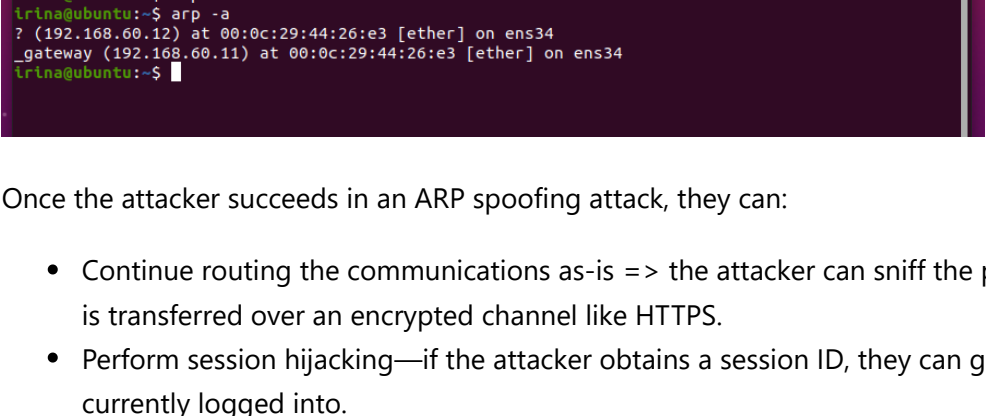 irina@ubuntu:~$ arp -a
? (192.168.60.12) at 00:0c:29:44:26:e3 [ether] on ens34
_gateway (192.168.60.11) at 00:0c:29:44:26:e3 [ether] on ens34
irina@ubuntu:~$
Once the attacker succeeds in an ARP spoofing attack, they can:
• Continue routing the communications as-is => the attacker can sniff the
is transferred over an encrypted channel like HTTPS.
• Perform session hijacking—if the attacker obtains a session ID, they can
currently logged into.